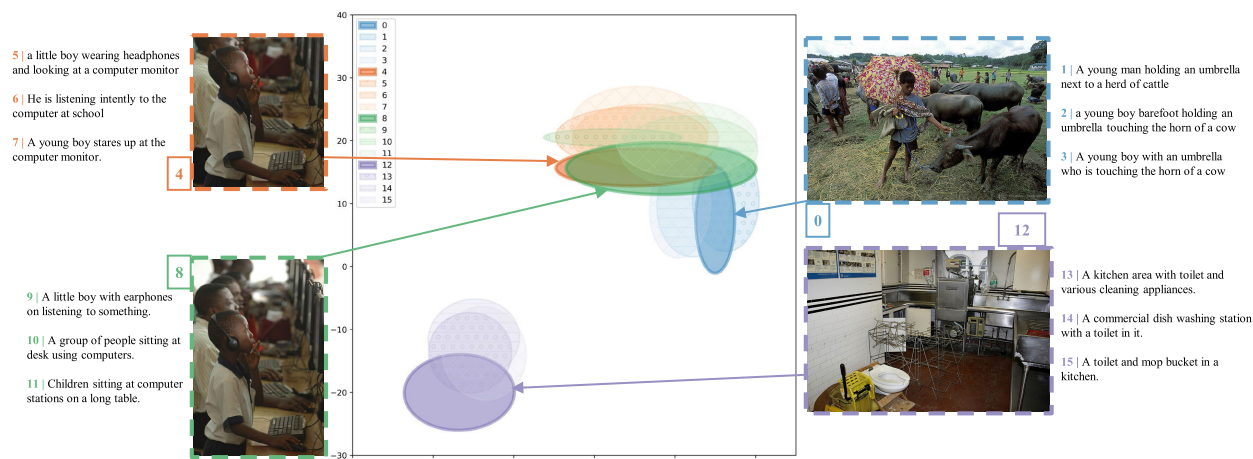 5 | a little boy wearing headphones
and looking at a computer monitor
6 | He is listening intently to the
computer at school
7 | A young boy stares up at the
computer monitor.
4
8
9 | A little boy with earphones
on listening to something.
10 | A group of people sitting at
desk using computers.
11 | Children sitting at computer
stations on a long table.
40
30
20
10
0
−10
−20
−30
0
1
2
3
4
5
6
7
8
9
10
11
12
13
14
15
0
12
1 | A young man holding an umbrella
next to a herd of cattle
2 | a young boy barefoot holding an
umbrella touching the horn of a cow
3 | A young boy with an umbrella
who is touching the horn of a cow
13 | A kitchen area with toilet and
various cleaning appliances.
14 | A commercial dish washing station
with a toilet in it.
15 | A toilet and mop bucket in a
kitchen.